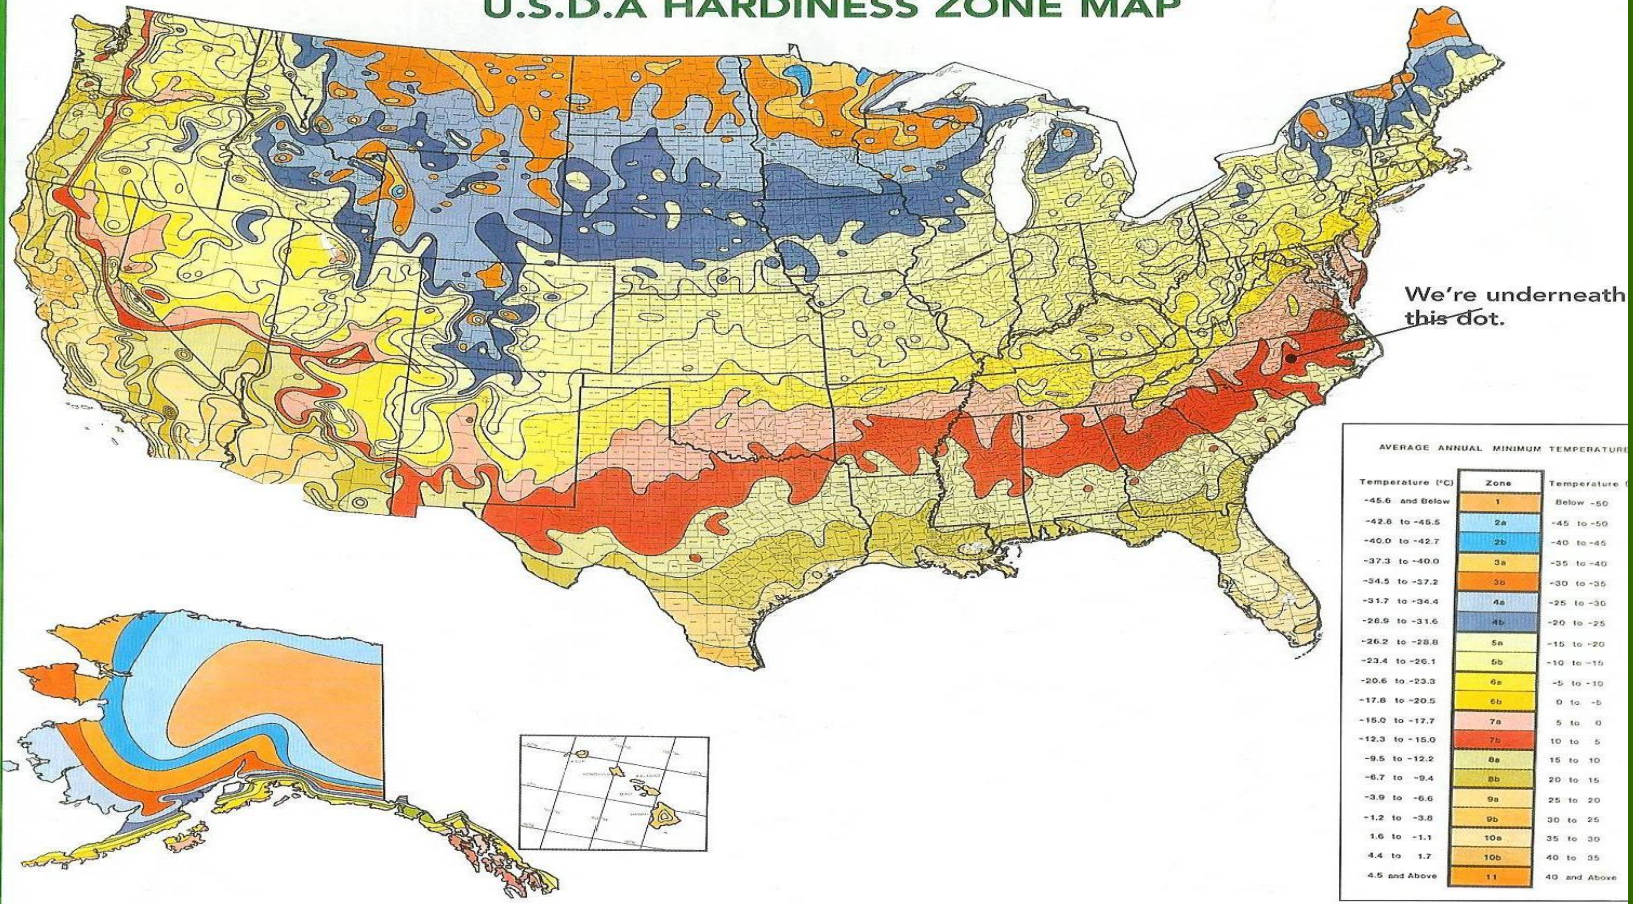 U.S.D.A HARDINESS ZONE MAP
We're underneath
this dot.
AVERAGE ANNUAL MINIMUM TEMPERATURE
Temperature (°C) Zone Temperature (
-45.6 and Below 1 Below -50
-42.8 to -45.5 2a -45 to -50
-40.0 to -42.7 2b -40 to -45
-37.3 to -40.0 3a -35 to -40
-34.5 to -37.2 3b -30 to -35
-31.7 to -34.4 4a -25 to -30
-28.9 to -31.6 4b -20 to -25
-26.2 to -28.8 5a -15 to -20
-23.4 to -26.1 5b -10 to -15
-20.6 to -23.3 6a -5 to -10
-17.8 to -20.5 6b 0 to -5
-15.0 to -17.7 7a 5 to 0
-12.3 to -15.0 7b 10 to 5
-9.5 to -12.2 8a 15 to 10
-6.7 to -9.4 8b 20 to 15
-3.9 to -6.6 9a 25 to 20
-1.2 to -3.8 9b 30 to 25
1.6 to -1.1 10a 35 to 30
4.4 to 1.7 10b 40 to 35
4.5 and Above 11 40 and Above